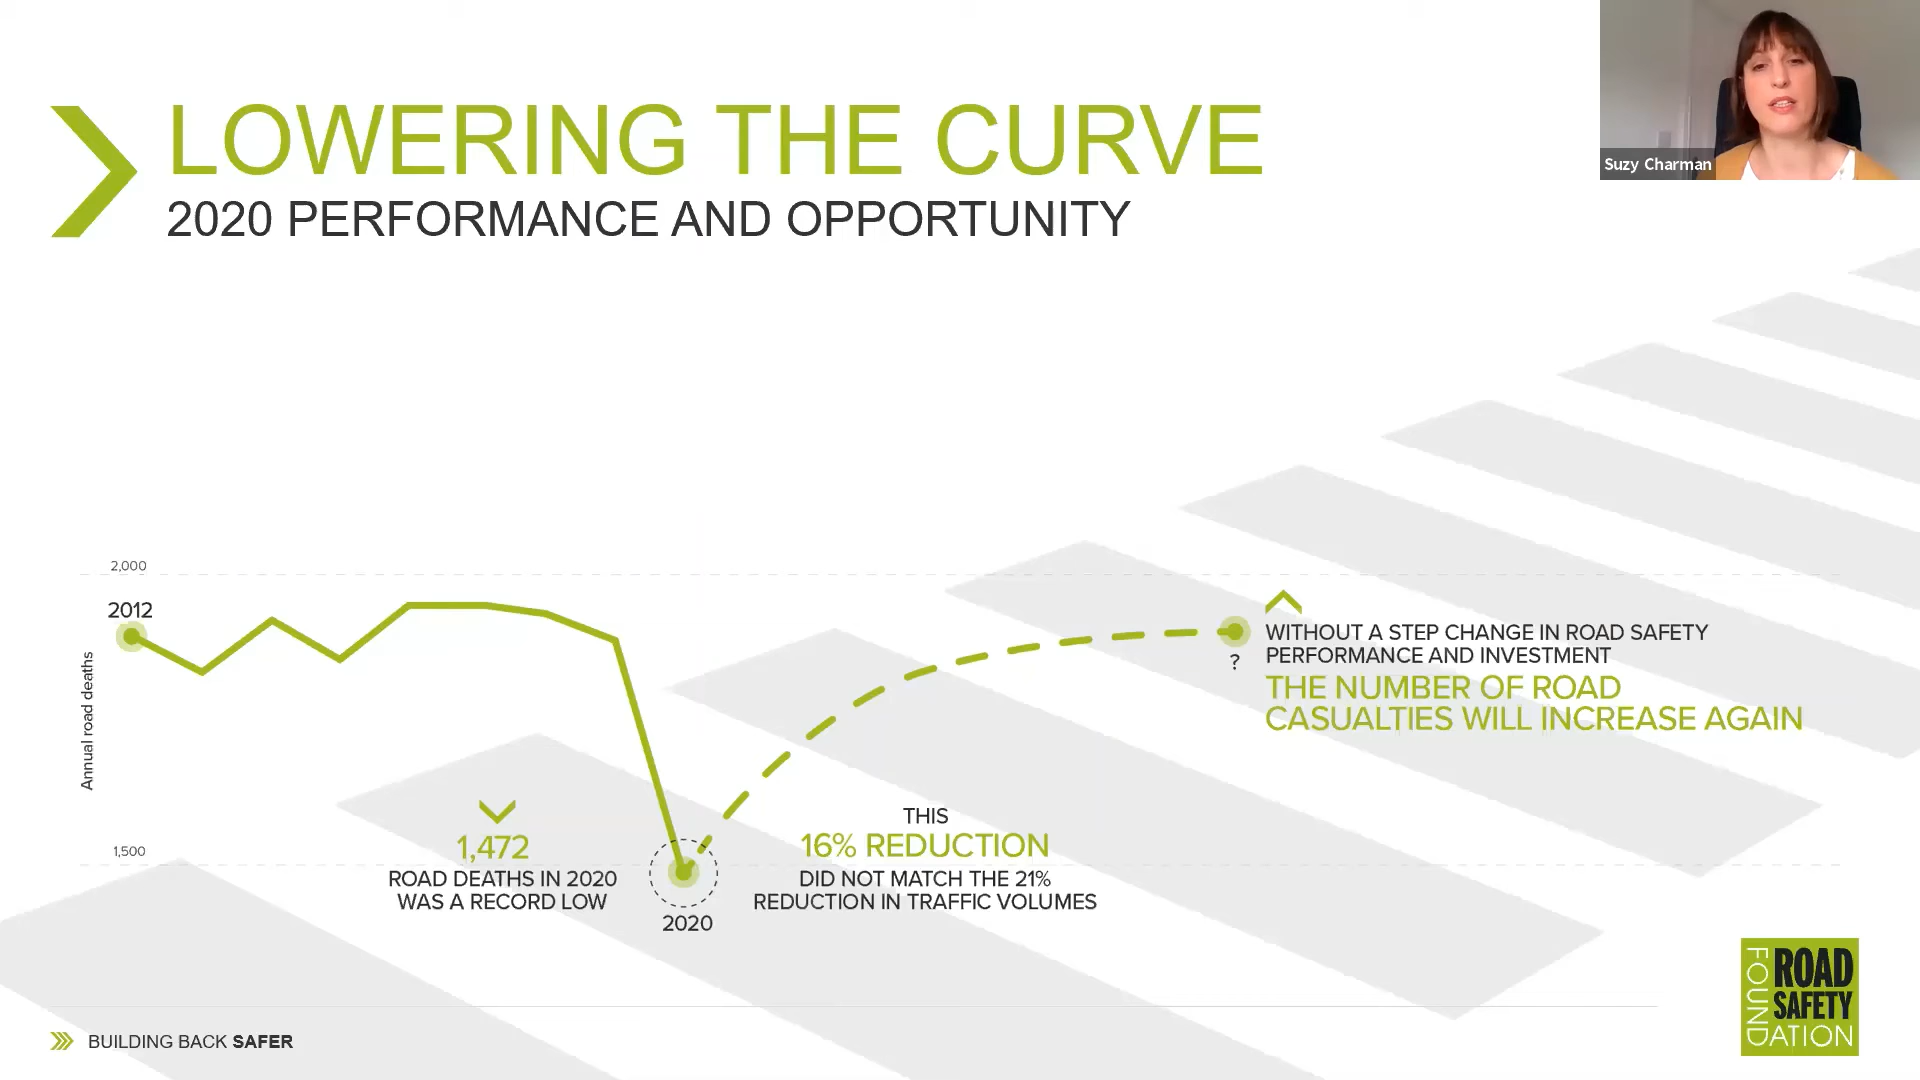 LOWERING THE CURVE
2020 PERFORMANCE AND OPPORTUNITY
Suzy Charman
2,000
2012
Annual road deaths
1,500
1,472
ROAD DEATHS IN 2020
WAS A RECORD LOW
2020
THIS
16% REDUCTION
DID NOT MATCH THE 21%
REDUCTION IN TRAFFIC VOLUMES
?
WITHOUT A STEP CHANGE IN ROAD SAFETY
PERFORMANCE AND INVESTMENT
THE NUMBER OF ROAD
CASUALTIES WILL INCREASE AGAIN
BUILDING BACK SAFER
ROAD
SAFETY
FOUNDATION